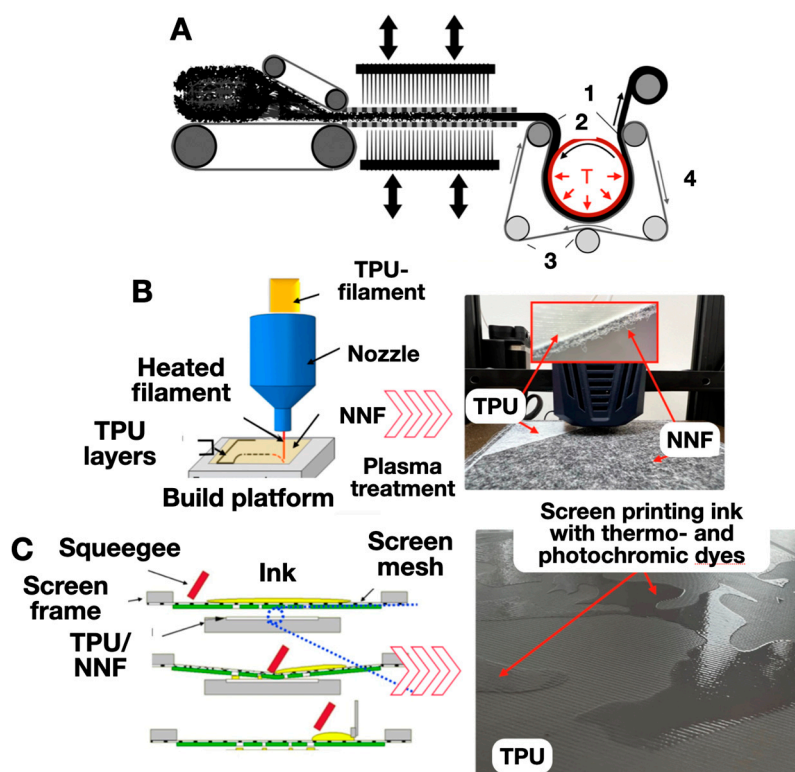 A
1
2
T
4
3
B
TPU-
filament
Nozzle
Heated
filament
NNF
TPU
layers
Build platform
Plasma
treatment
TPU
NNF
C
Squeegee
Ink
Screen
mesh
Screen
frame
TPU/
NNF
Screen printing ink
with thermo- and
photochromic dyes
TPU